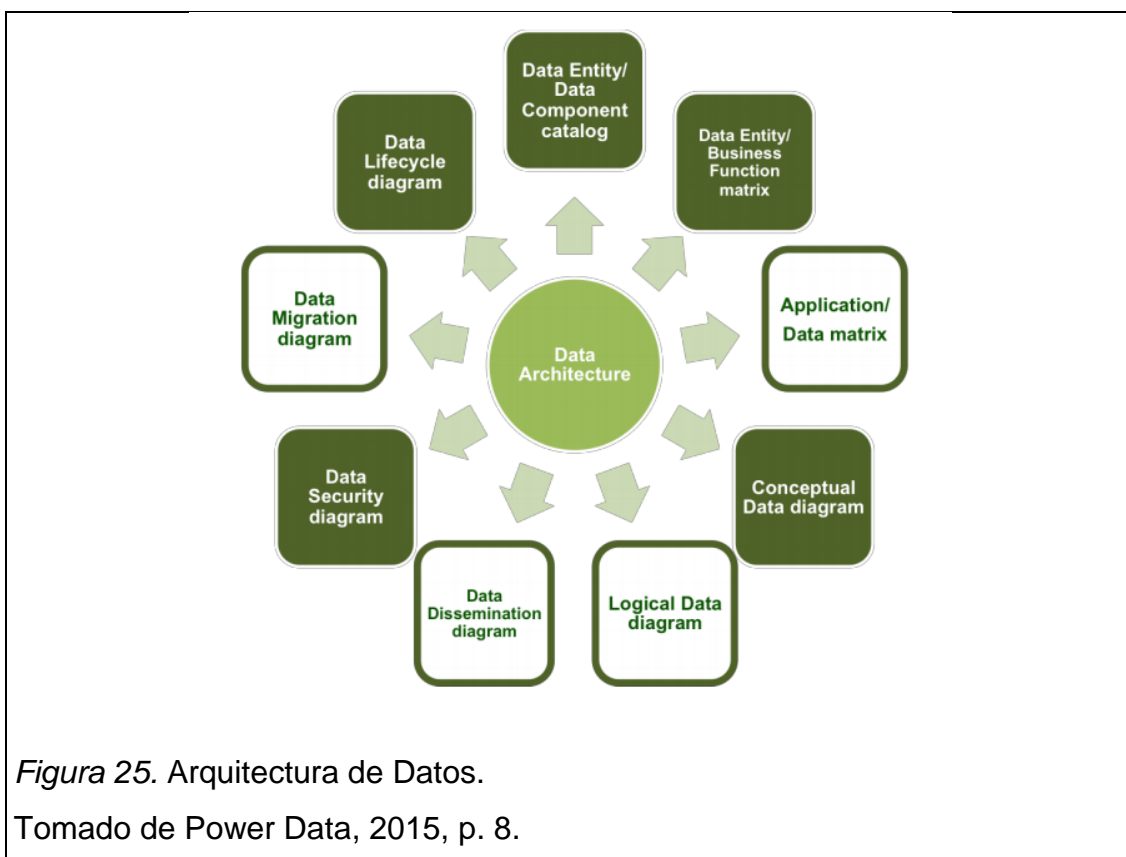 Data Entity/
Data
Component
catalog
Data Entity/
Business
Function
matrix
Application/
Data matrix
Conceptual
Data diagram
Logical Data
diagram
Data
Dissemination
diagram
Data
Security
diagram
Data
Migration
diagram
Data
Lifecycle
diagram
Data
Architecture
Figura 25. Arquitectura de Datos.
Tomado de Power Data, 2015, p. 8.